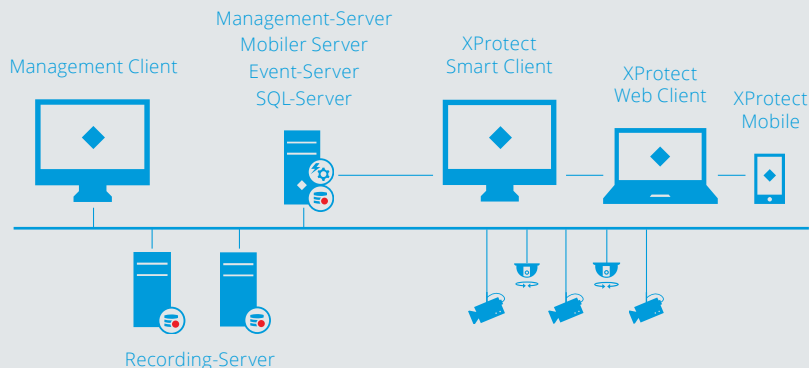 Management Client
Management-Server
Mobiler Server
Event-Server
SQL-Server
XProtect
Smart Client
XProtect
Web Client
XProtect
Mobile
Recording-Server